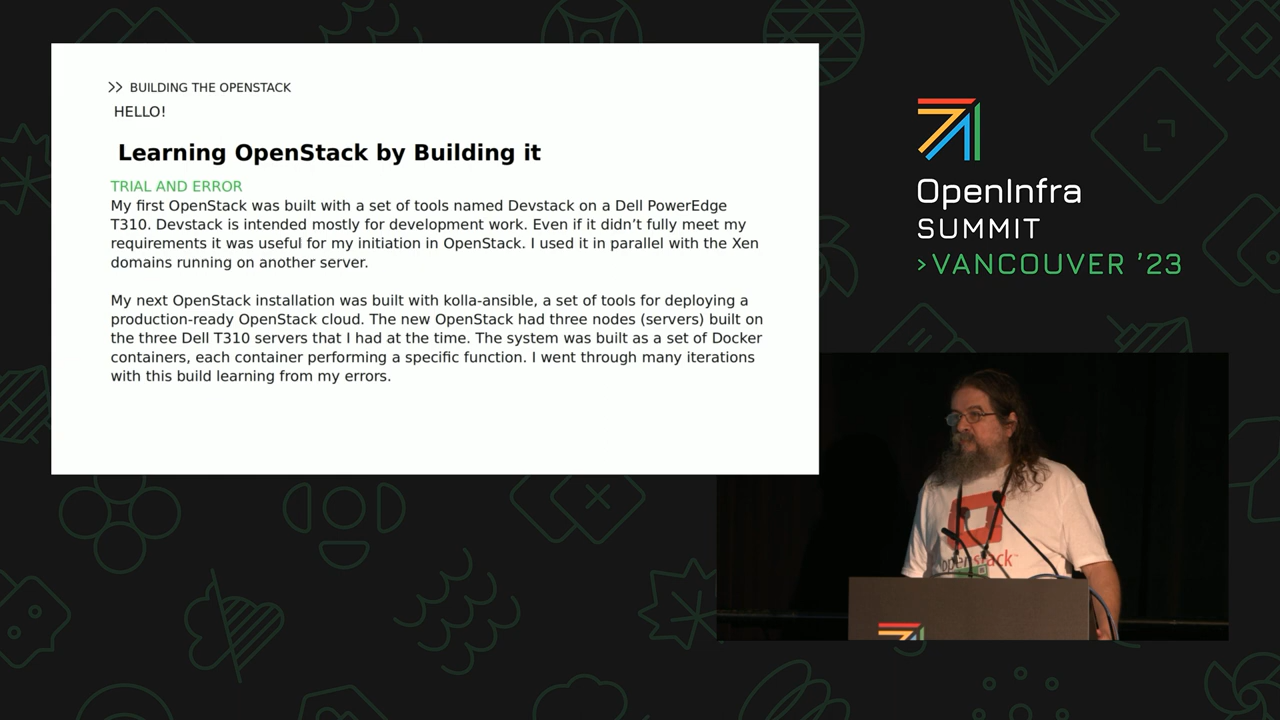 >> BUILDING THE OPENSTACK
HELLO!
Learning OpenStack by Building it
TRIAL AND ERROR
My first OpenStack was built with a set of tools named Devstack on a Dell PowerEdge
T310. Devstack is intended mostly for development work. Even if it didn’t fully meet my
requirements it was useful for my initiation in OpenStack. I used it in parallel with the Xen
domains running on another server.
My next OpenStack installation was built with kolla-ansible, a set of tools for deploying a
production-ready OpenStack cloud. The new OpenStack had three nodes (servers) built on
the three Dell T310 servers that I had at the time. The system was built as a set of Docker
containers, each container performing a specific function. I went through many iterations
with this build learning from my errors.
OpenInfra
SUMMIT
>VANCOUVER ’23
openstack